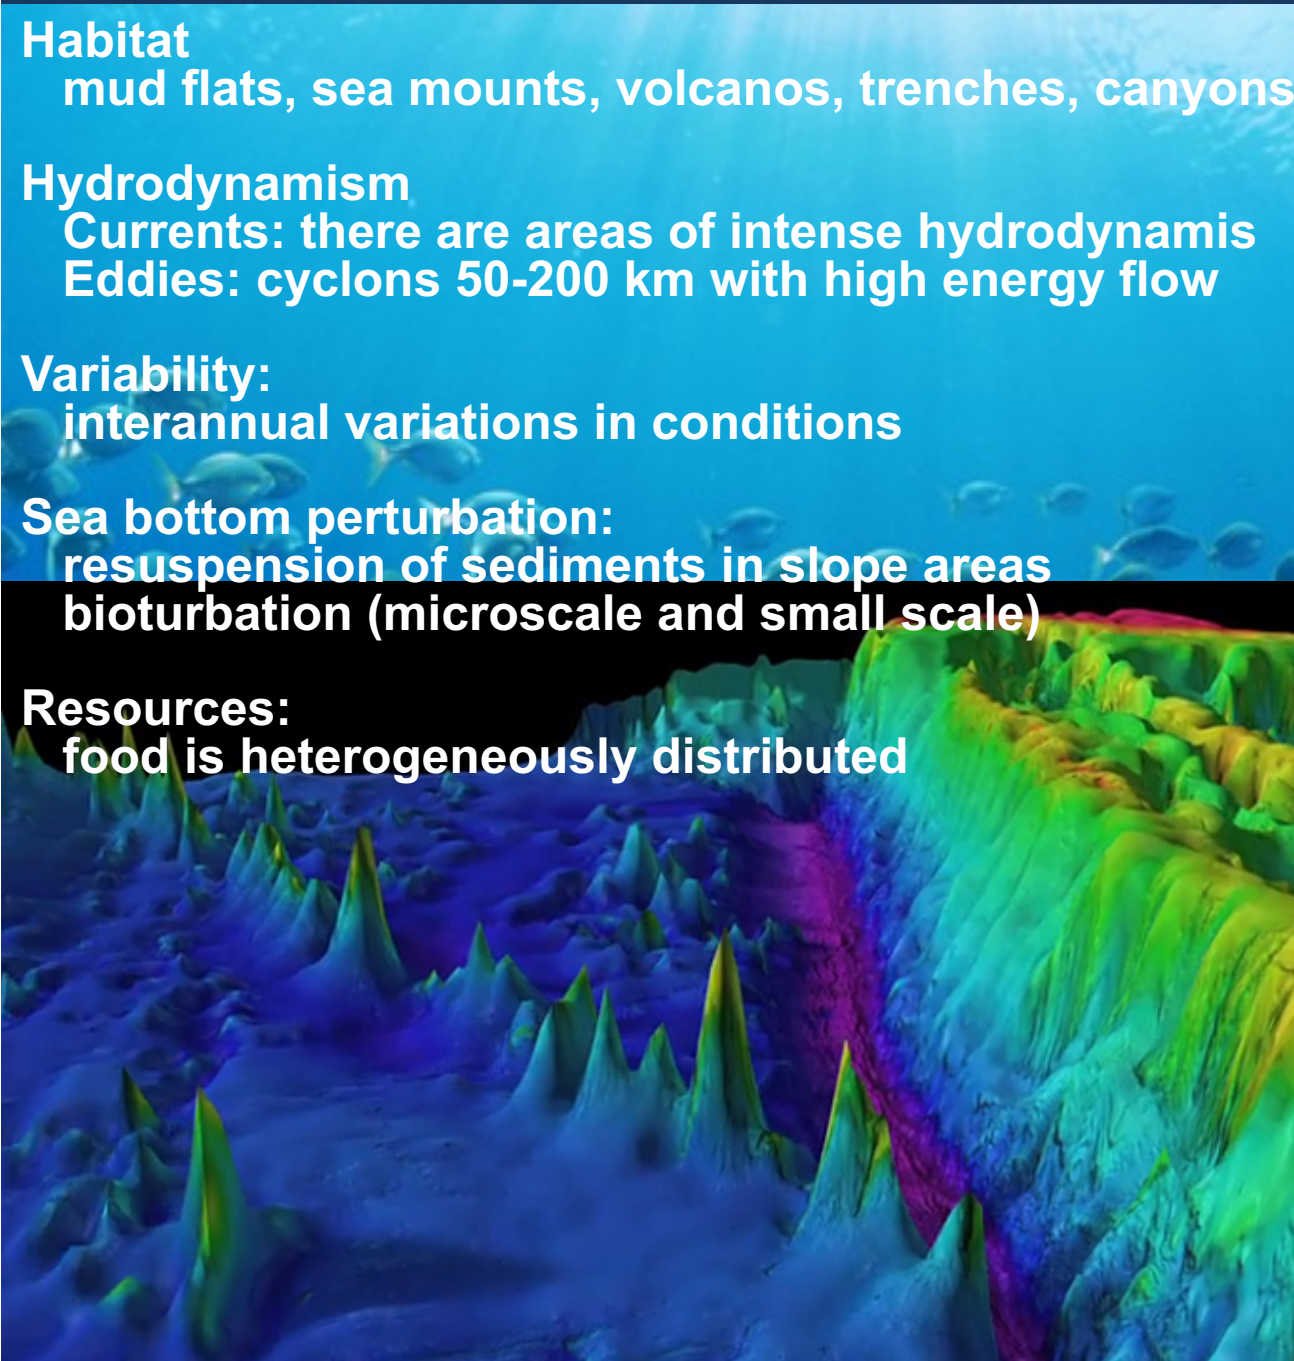 Habitat
mud flats, sea mounts, volcanos, trenches, canyons
Hydrodynamism
Currents: there are areas of intense hydrodynamis
Eddies: cyclons 50-200 km with high energy flow
Variability:
interannual variations in conditions
Sea bottom perturbation:
resuspension of sediments in slope areas
bioturbation (microscale and small scale)
Resources:
food is heterogeneously distributed